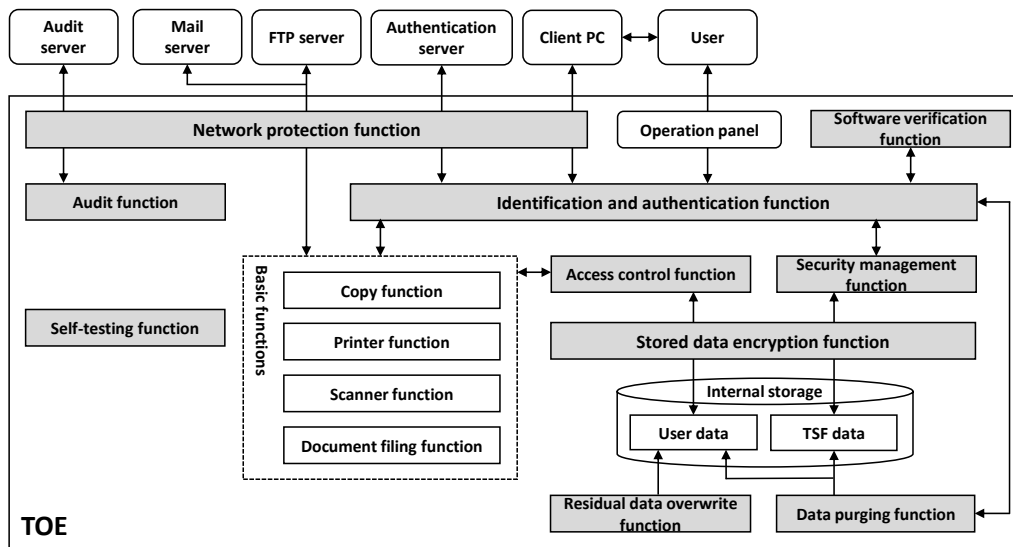 Audit
server
Mail
server
FTP server
Authentication
server
Client PC
User
Network protection function
Operation panel
Software verification
function
Audit function
Identification and authentication function
Basic functions
Copy function
Printer function
Scanner function
Document filing function
Access control function
Security management
function
Self-testing function
Stored data encryption function
Internal storage
User data
TSF data
Residual data overwrite
function
Data purging function
TOE